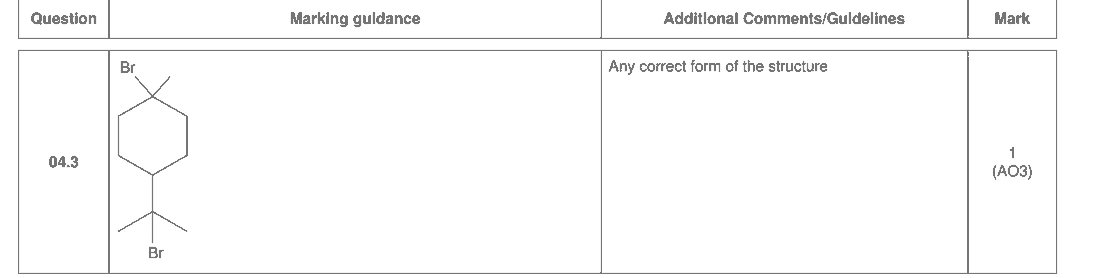 Question Marking guidance Additional Comments/Guidelines Mark
Br
Any correct form of the structure
04.3
1
(AO3)
Br